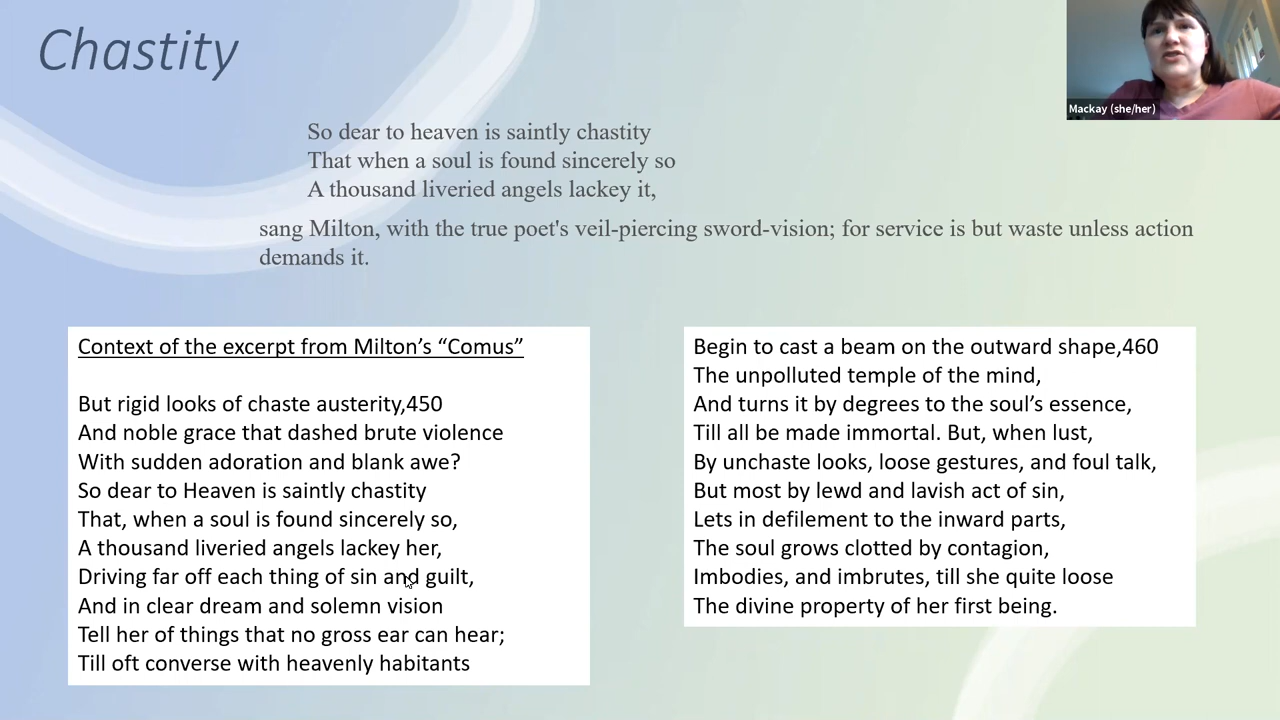 Chastity
Mackay (she/her)
So dear to heaven is saintly chastity
That when a soul is found sincerely so
A thousand liveried angels lackey it,
sang Milton, with the true poet's veil-piercing sword-vision; for service is but waste unless action
demands it.
Context of the excerpt from Milton’s “Comus”
But rigid looks of chaste austerity,450
And noble grace that dashed brute violence
With sudden adoration and blank awe?
So dear to Heaven is saintly chastity
That, when a soul is found sincerely so,
A thousand liveried angels lackey her,
Driving far off each thing of sin and guilt,
And in clear dream and solemn vision
Tell her of things that no gross ear can hear;
Till oft converse with heavenly habitants
Begin to cast a beam on the outward shape,460
The unpolluted temple of the mind,
And turns it by degrees to the soul’s essence,
Till all be made immortal. But, when lust,
By unchaste looks, loose gestures, and foul talk,
But most by lewd and lavish act of sin,
Lets in defilement to the inward parts,
The soul grows clotted by contagion,
Imbodies, and imbrutes, till she quite loose
The divine property of her first being.